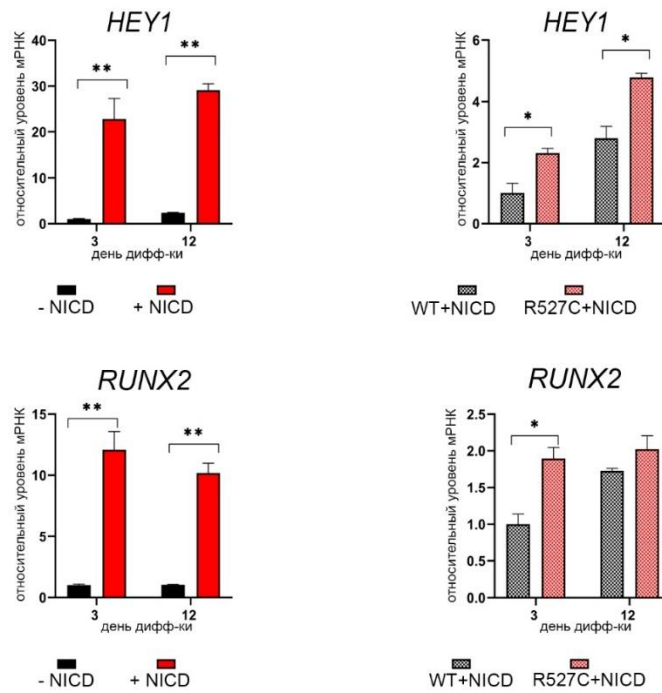 HEY1
относительный уровень мРНК
40
30
20
10
0
**
**
3
12
день дифф-ки
- NICD
+ NICD
HEY1
относительный уровень мРНК
6
4
2
0
*
*
3
12
день дифф-ки
WT+NICD
R527C+NICD
RUNX2
относительный уровень мРНК
15
10
5
0
**
**
3
12
день дифф-ки
- NICD
+ NICD
RUNX2
относительный уровень мРНК
2.5
2.0
1.5
1.0
0.5
0.0
*
3
12
день дифф-ки
WT+NICD
R527C+NICD